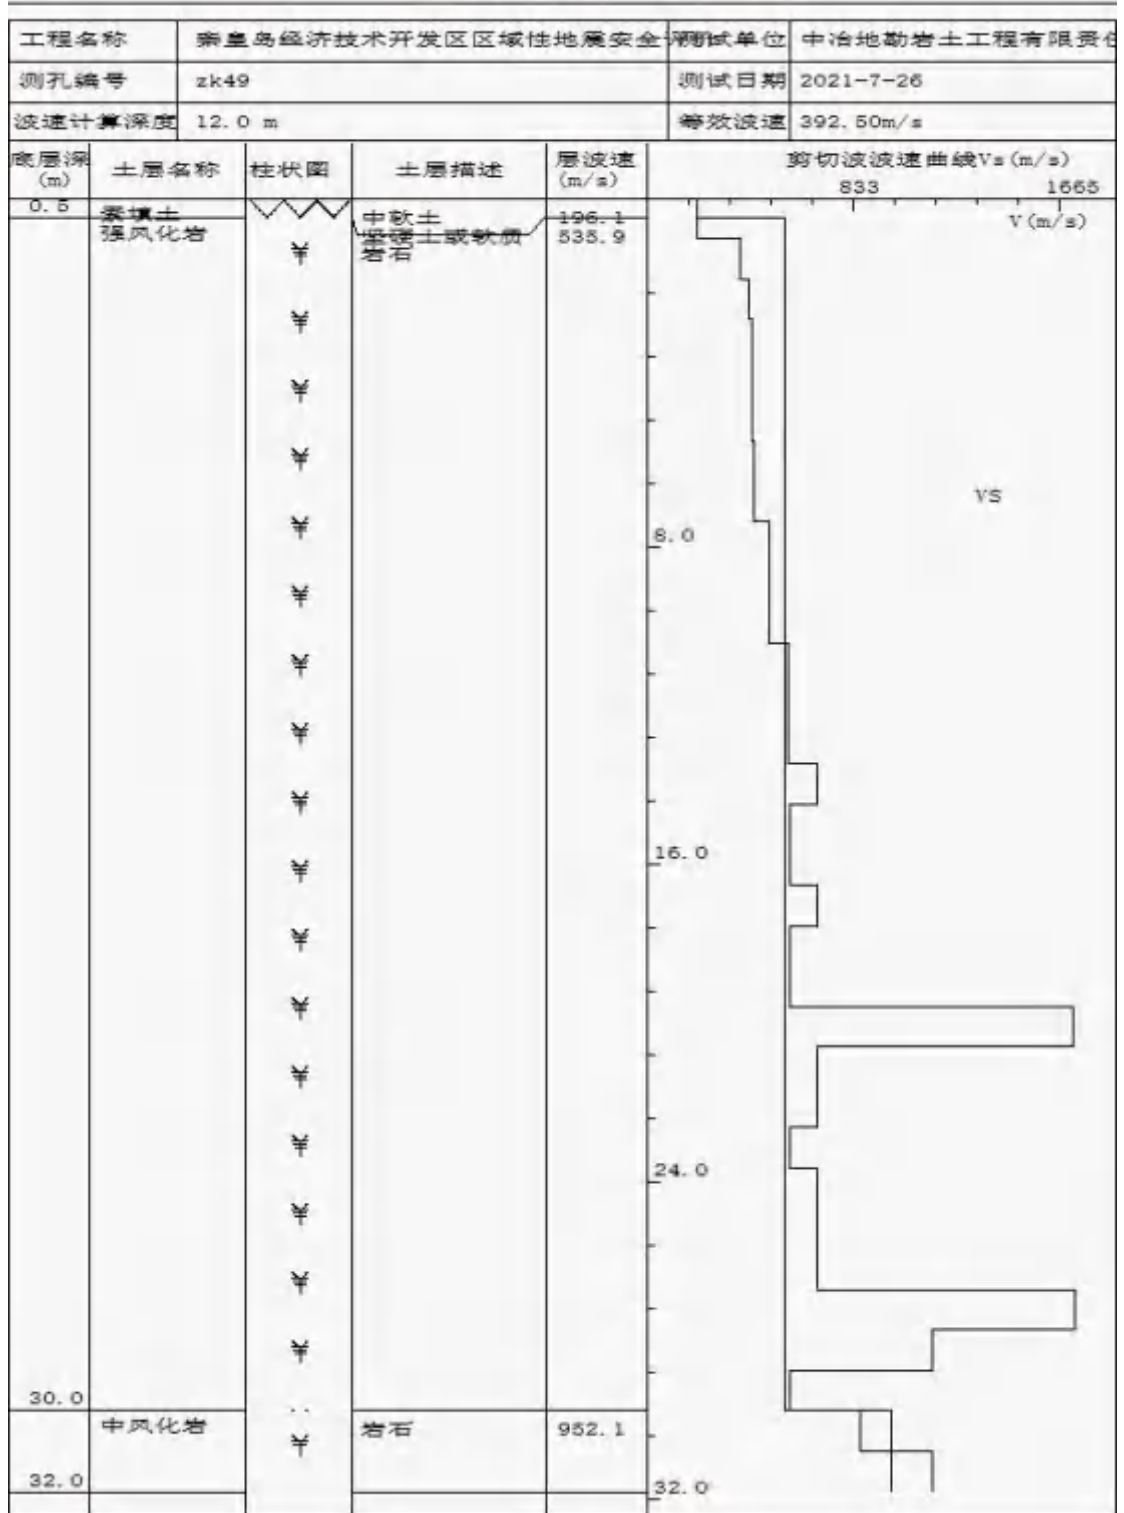 工程名称 秦皇岛经济技术开发区区域性地震安全 测试单位 中冶地勘岩土工程有限责任
测孔编号 zk49 测试日期 2021-7-26
波速计算深度 12.0 m 等效波速 392.50m/s
底层深(m) 土层名称 柱状图 土层描述 层波速(m/s) 剪切波波速曲线Vs(m/s)
833 1665
V(m/s)
0.5 素填土 中软土 196.1
强风化岩 坚硬土或软质岩石 535.9
VS
8.0
16.0
24.0
30.0
中风化岩 岩石 952.1
32.0 32.0